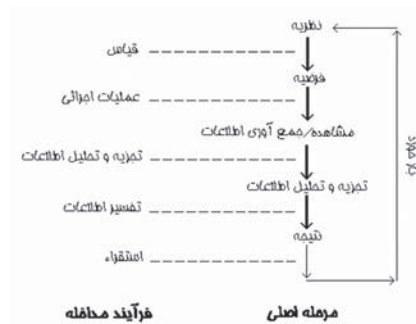 نظریه
قیاس
فرضیه
عملیات اجرائی
مشاهده/جمع آوری اطلاعات
تجزیه و تحلیل اطلاعات
تجزیه و تحلیل اطلاعات
تفسیر اطلاعات
نتیجه
استقراء
مرحله اصلی
فرآیند مداخله